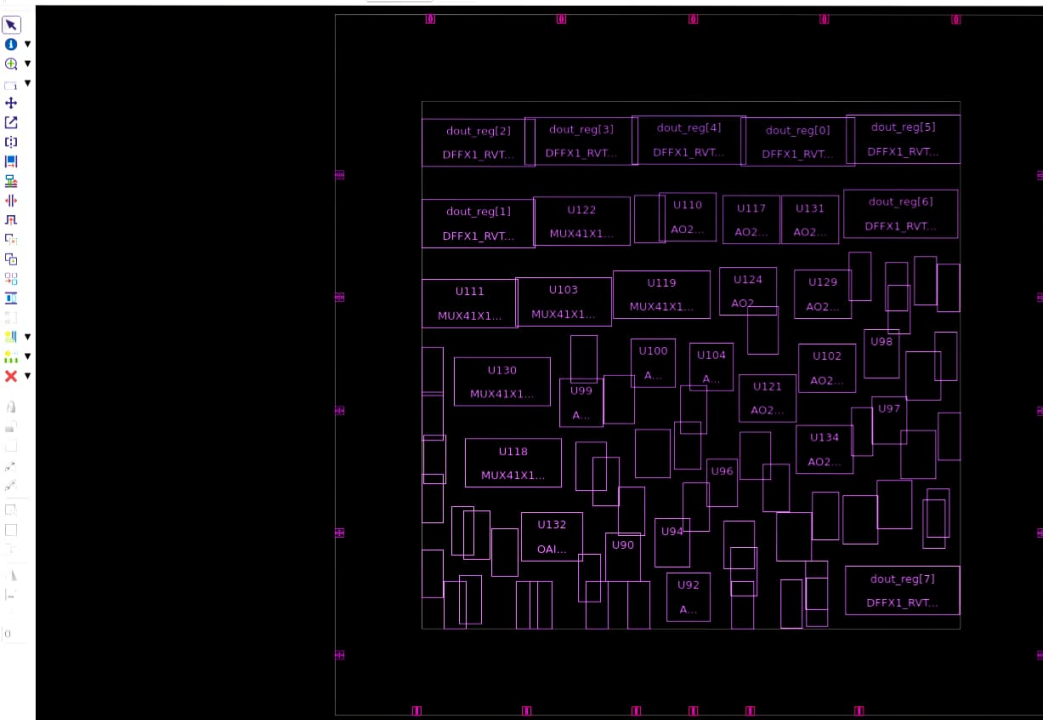 dout_reg[2]
DFFX1_RVT...
dout_reg[3]
DFFX1_RVT...
dout_reg[4]
DFFX1_RVT...
dout_reg[0]
DFFX1_RVT...
dout_reg[5]
DFFX1_RVT...
dout_reg[1]
DFFX1_RVT...
U122
MUX41X1...
U110
AO2...
U117
AO2...
U131
AO2...
dout_reg[6]
DFFX1_RVT...
U111
MUX41X1...
U103
MUX41X1...
U119
MUX41X1...
U124
AO2...
U129
AO2...
U130
MUX41X1...
U99
A...
U100
A...
U104
A...
U121
AO2...
U102
AO2...
U98
U97
U118
MUX41X1...
U96
U134
AO2...
U132
OAI...
U90
U94
U92
A...
dout_reg[7]
DFFX1_RVT...
0